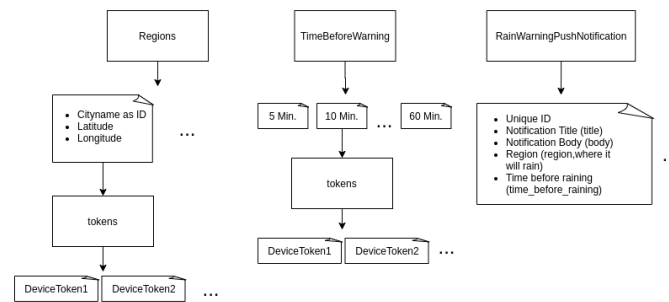 Regions
TimeBeforeWarning
RainWarningPushNotification
Cityname as ID
Latitude
Longitude
...
5 Min.
10 Min.
...
60 Min.
Unique ID
Notification Title (title)
Notification Body (body)
Region (region,where it
will rain)
Time before raining
(time_before_raining)
tokens
tokens
DeviceToken1
DeviceToken2
...
DeviceToken1
DeviceToken2
...